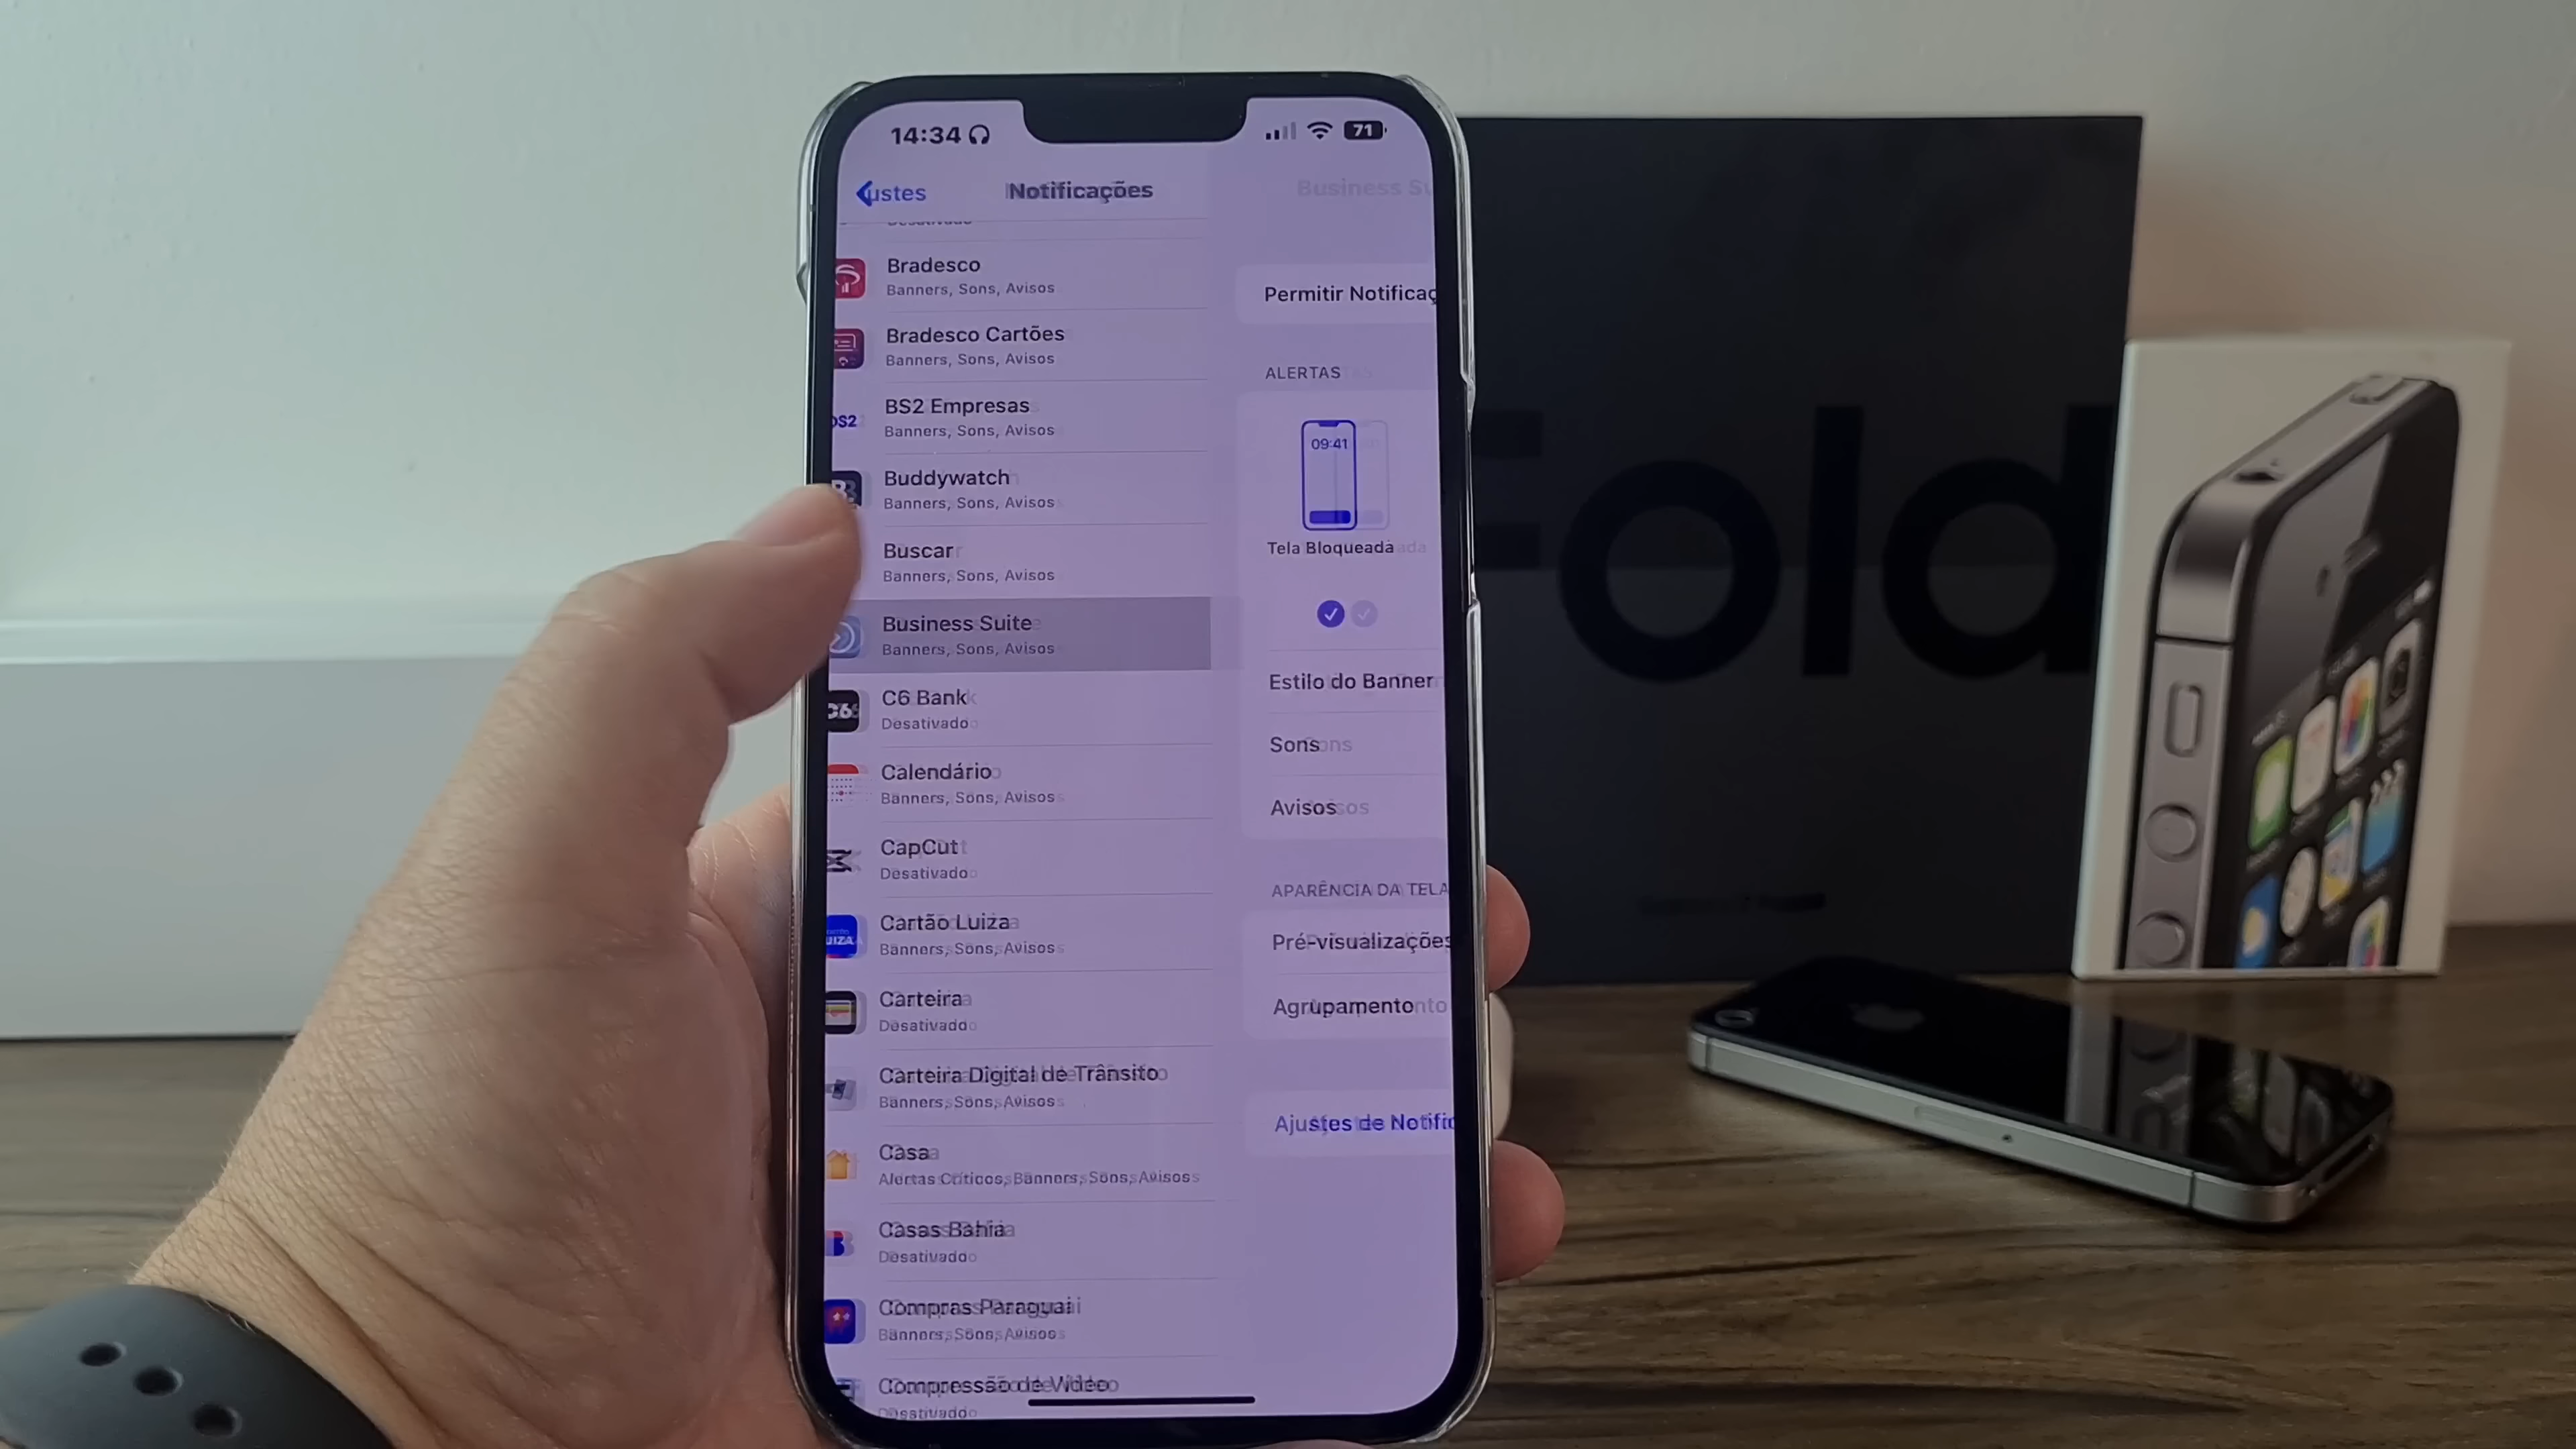 14:34
71
ustes
Notificações
Business Su
Bradesco
Banners, Sons, Avisos
Bradesco Cartões
Banners, Sons, Avisos
BS2 Empresas
Banners, Sons, Avisos
Buddywatch
Banners, Sons, Avisos
Buscar
Banners, Sons, Avisos
Business Suite
Banners, Sons, Avisos
C6 Bank
Desativado
Calendário
Banners, Sons, Avisos
CapCut
Desativado
Cartão Luiza
Banners, Sons, Avisos
Carteira
Desativado
Carteira Digital de Trânsito
Banners, Sons, Avisos
Casa
Alertas Críticos, Banners, Sons, Avisos
Casas Bahia
Desativado
Compras Paraguai
Banners, Sons, Avisos
Compressão de Vídeo
Desativado
Permitir Notificaç
ALERTAS
09:41
Tela Bloqueada
Estilo do Banner
Sons
Avisos
APARÊNCIA DA TELA
Pré-visualizações
Agrupamento
Ajustes de Notific
Fold